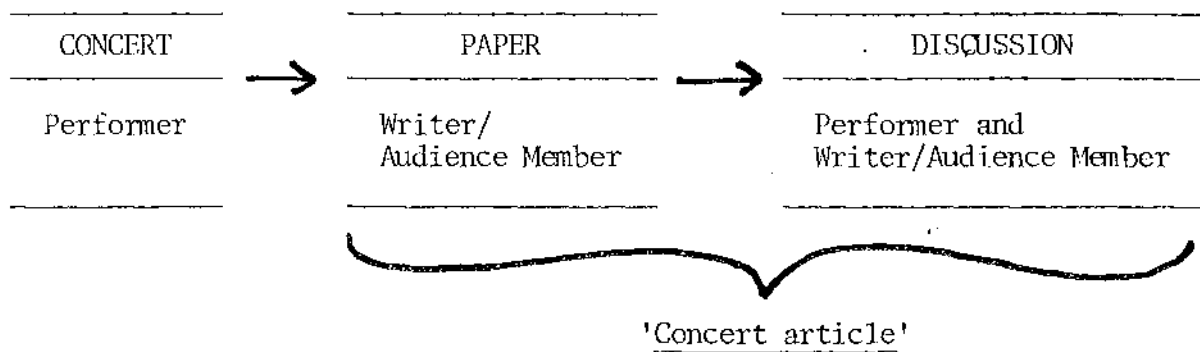 CONCERT PAPER DISCUSSION
Performer Writer/ Performer and
Audience Member Writer/Audience Member
'Concert article'